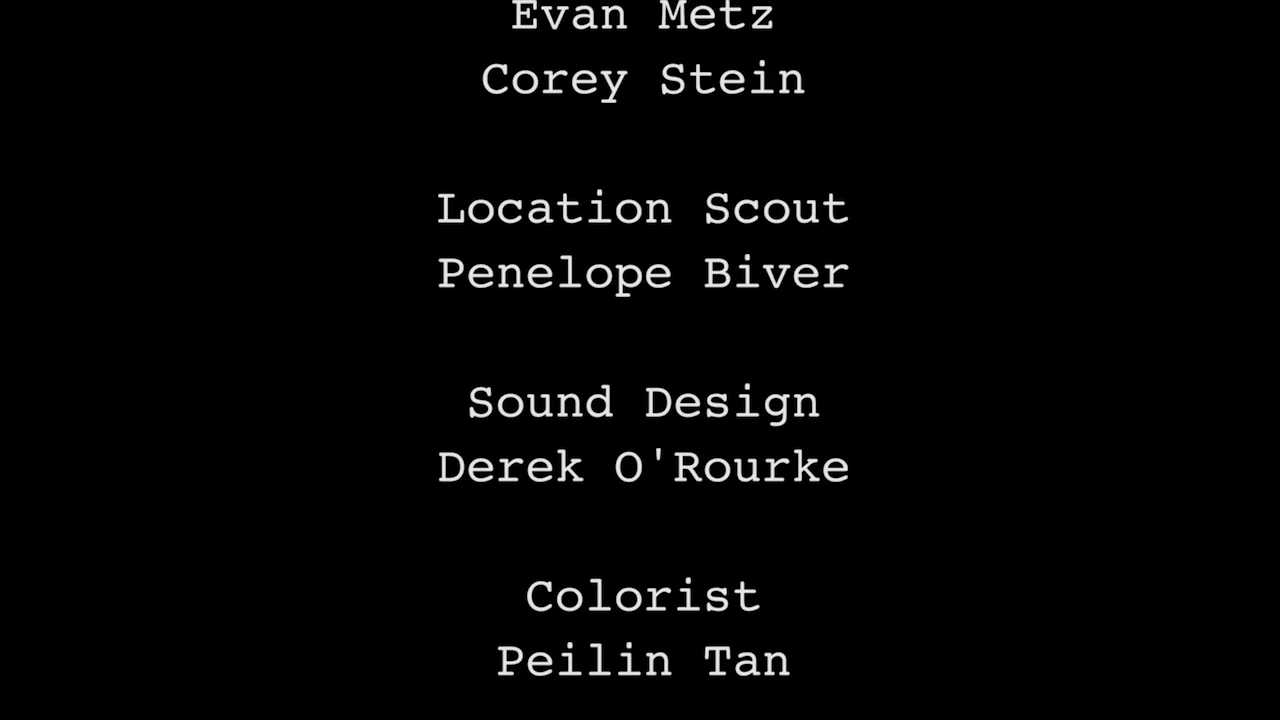 Evan Metz
Corey Stein
Location Scout
Penelope Biver
Sound Design
Derek O'Rourke
Colorist
Peilin Tan